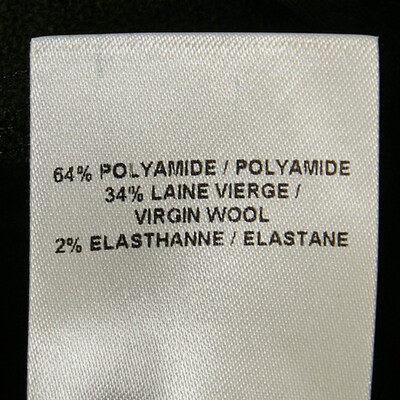 64% POLYAMIDE / POLYAMIDE
34% LAINE VIERGE /
VIRGIN WOOL
2% ELASTHANNE / ELASTANE